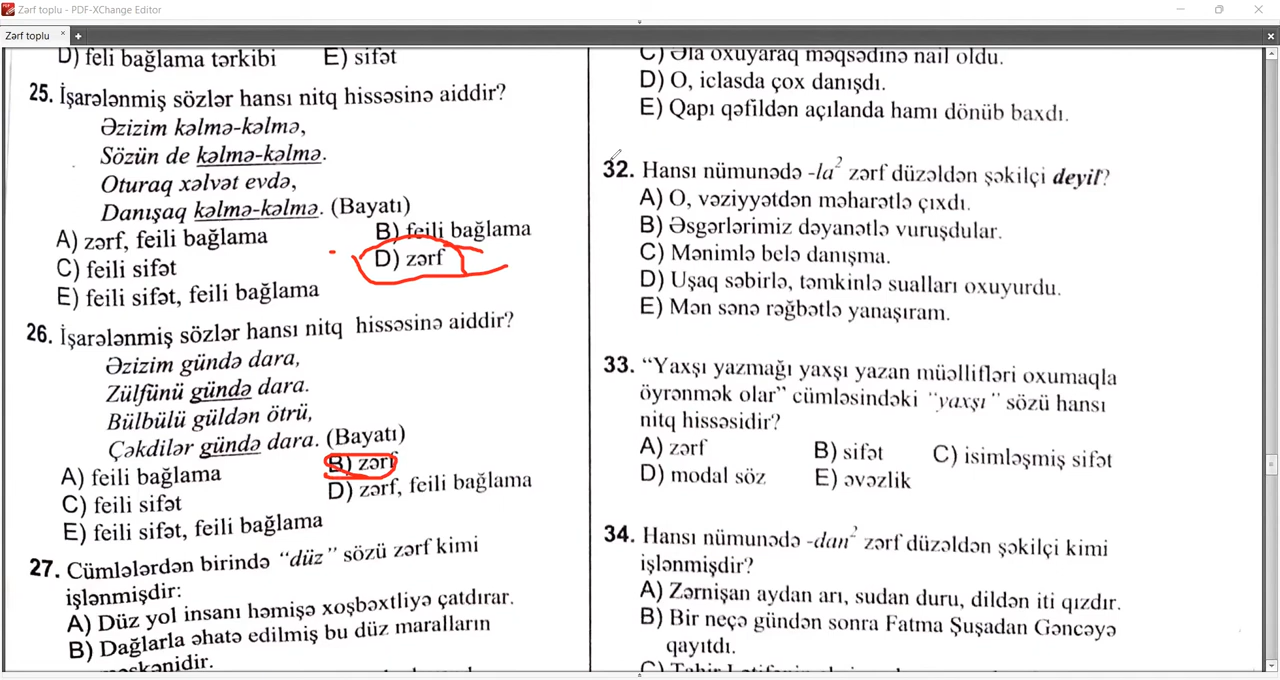 Zərf toplu - PDF-XChange Editor
Zərf toplu
D) feli bağlama tərkibi E) sifət
25. İşarələnmiş sözlər hansı nitq hissəsinə aiddir?
Əzizim kəlmə-kəlmə,
Sözün de kəlmə-kəlmə.
Oturaq xəlvət evdə,
Danışaq kəlmə-kəlmə. (Bayatı)
A) zərf, feili bağlama B) feili bağlama
C) feili sifət D) zərf
E) feili sifət, feili bağlama
26. İşarələnmiş sözlər hansı nitq hissəsinə aiddir?
Əzizim gündə dara,
Zülfünü gündə dara.
Bülbülü güldən ötrü,
Çəkdilər gündə dara. (Bayatı)
A) feili bağlama B) zərf
C) feili sifət D) zərf, feili bağlama
E) feili sifət, feili bağlama
27. Cümlələrdən birində "düz" sözü zərf kimi
işlənmişdir:
A) Düz yol insanı həmişə xoşbəxtliyə çatdırar.
B) Dağlarla əhatə edilmiş bu düz maralların
məskənidir.
C) Əla oxuyaraq məqsədinə nail oldu.
D) O, iclasda çox danışdı.
E) Qapı qəfildən açılanda hamı dönüb baxdı.
32. Hansı nümunədə -la² zərf düzəldən şəkilçi deyil?
A) O, vəziyyətdən məharətlə çıxdı.
B) Əsgərlərimiz dəyanətlə vuruşdular.
C) Mənimlə belə danışma.
D) Uşaq səbirlə, təmkinlə sualları oxuyurdu.
E) Mən sənə rəğbətlə yanaşıram.
33. "Yaxşı yazmağı yaxşı yazan müəllifləri oxumaqla
öyrənmək olar" cümləsindəki "yaxşı" sözü hansı
nitq hissəsidir?
A) zərf B) sifət C) isimləşmiş sifət
D) modal söz E) əvəzlik
34. Hansı nümunədə -dan² zərf düzəldən şəkilçi kimi
işlənmişdir?
A) Zərnişan aydan arı, sudan duru, dildən iti qızdır.
B) Bir neçə gündən sonra Fatma Şuşadan Gəncəyə
qayıtdı.